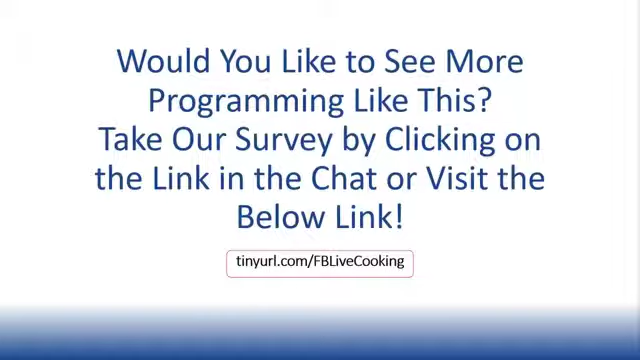 Would You Like to See More
Programming Like This?
Take Our Survey by Clicking on
the Link in the Chat or Visit the
Below Link!
tinyurl.com/FBLiveCooking